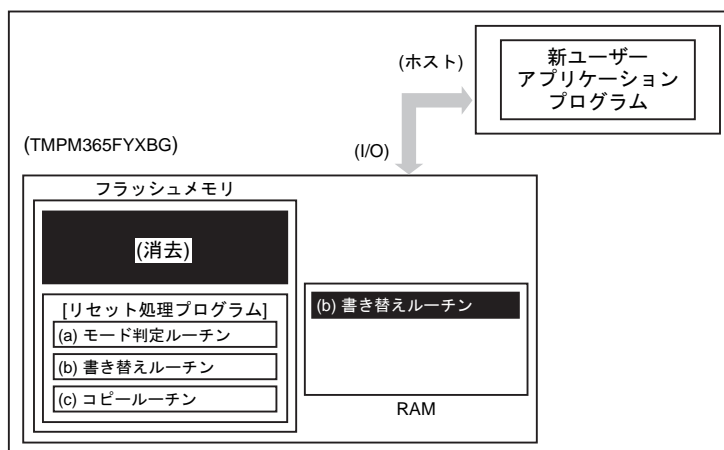 (ホスト)
新ユーザー
アプリケーション
プログラム
(TMPM365FYXBG)
(I/O)
フラッシュメモリ
(消去)
[リセット処理プログラム]
(a) モード判定ルーチン
(b) 書き替えルーチン
(c) コピールーチン
(b) 書き替えルーチン
RAM